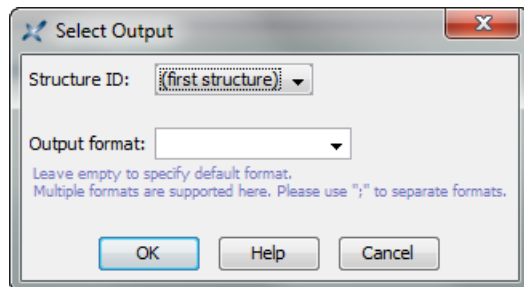 Select Output
Structure ID: (first structure)
Output format:
Leave empty to specify default format.
Multiple formats are supported here. Please use ";" to separate formats.
OK Help Cancel